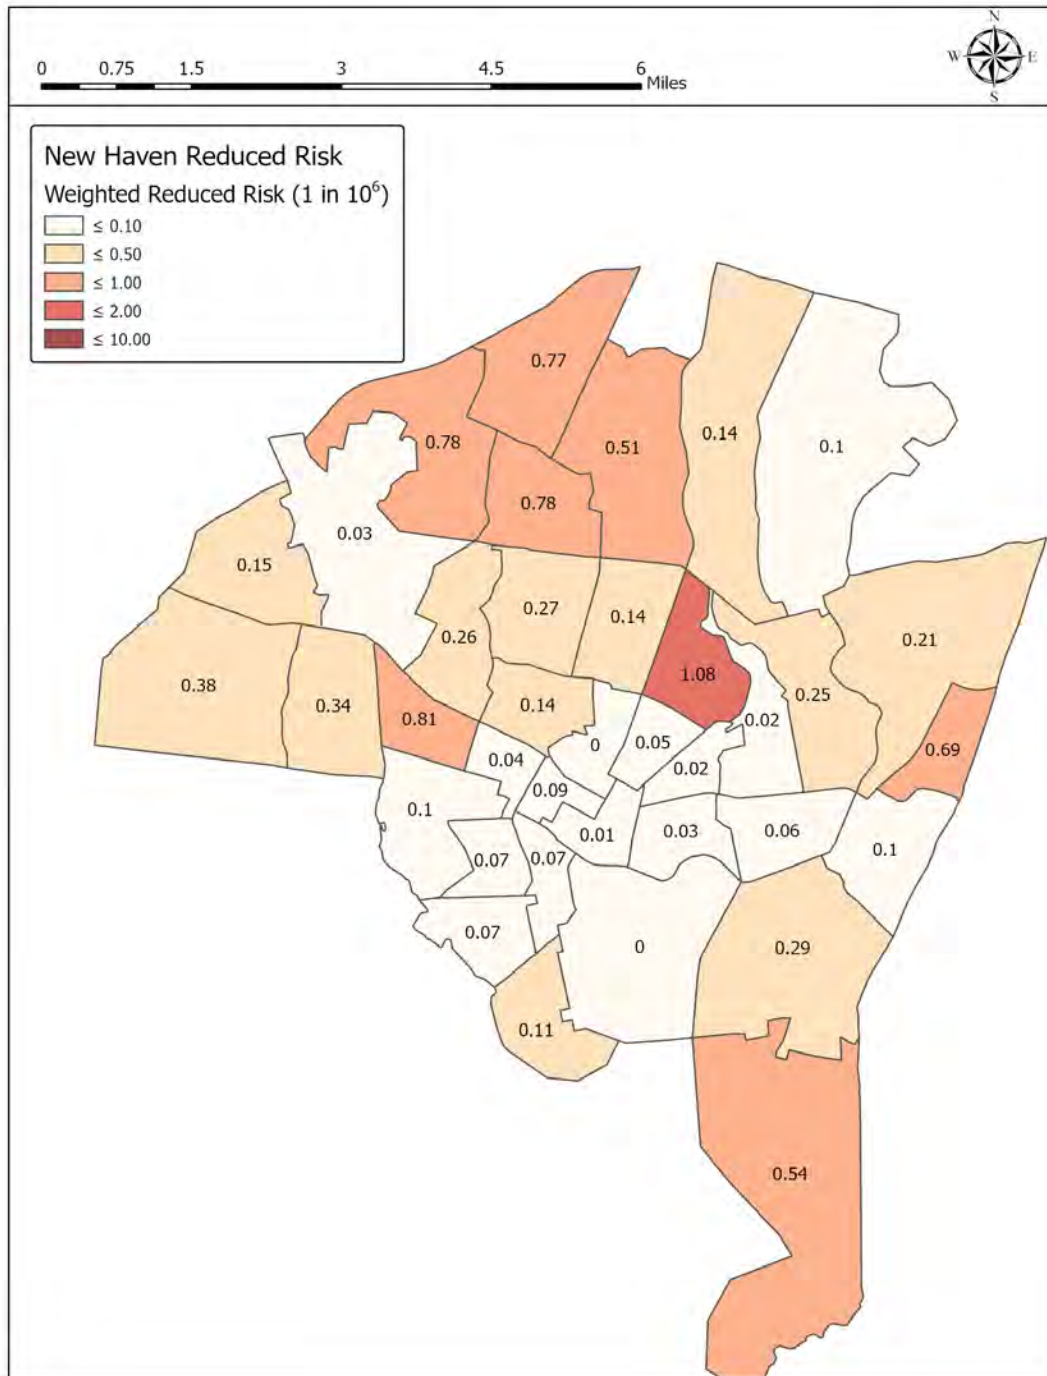 N
0 0.75 1.5 3 4.5 6
Miles
W E
S
New Haven Reduced Risk
Weighted Reduced Risk (1 in 10⁶)
≤ 0.10
≤ 0.50
≤ 1.00
≤ 2.00
≤ 10.00
0.77
0.78 0.51 0.14 0.1
0.78
0.03
0.15
0.27 0.14
0.26 0.21
0.38 0.34 1.08 0.25
0.81 0.14 0.02
0 0.05 0.69
0.04 0.02
0.09
0.1 0.01 0.03 0.06
0.07 0.07 0.1
0.07 0 0.29
0.11
0.54